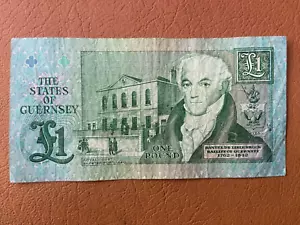 THE
STATES OF
GUERNSEY
£1
£1
ONE
POUND
DANIEL DE LISLE BROCK
BAILIFF OF GUERNSEY
1762-1842